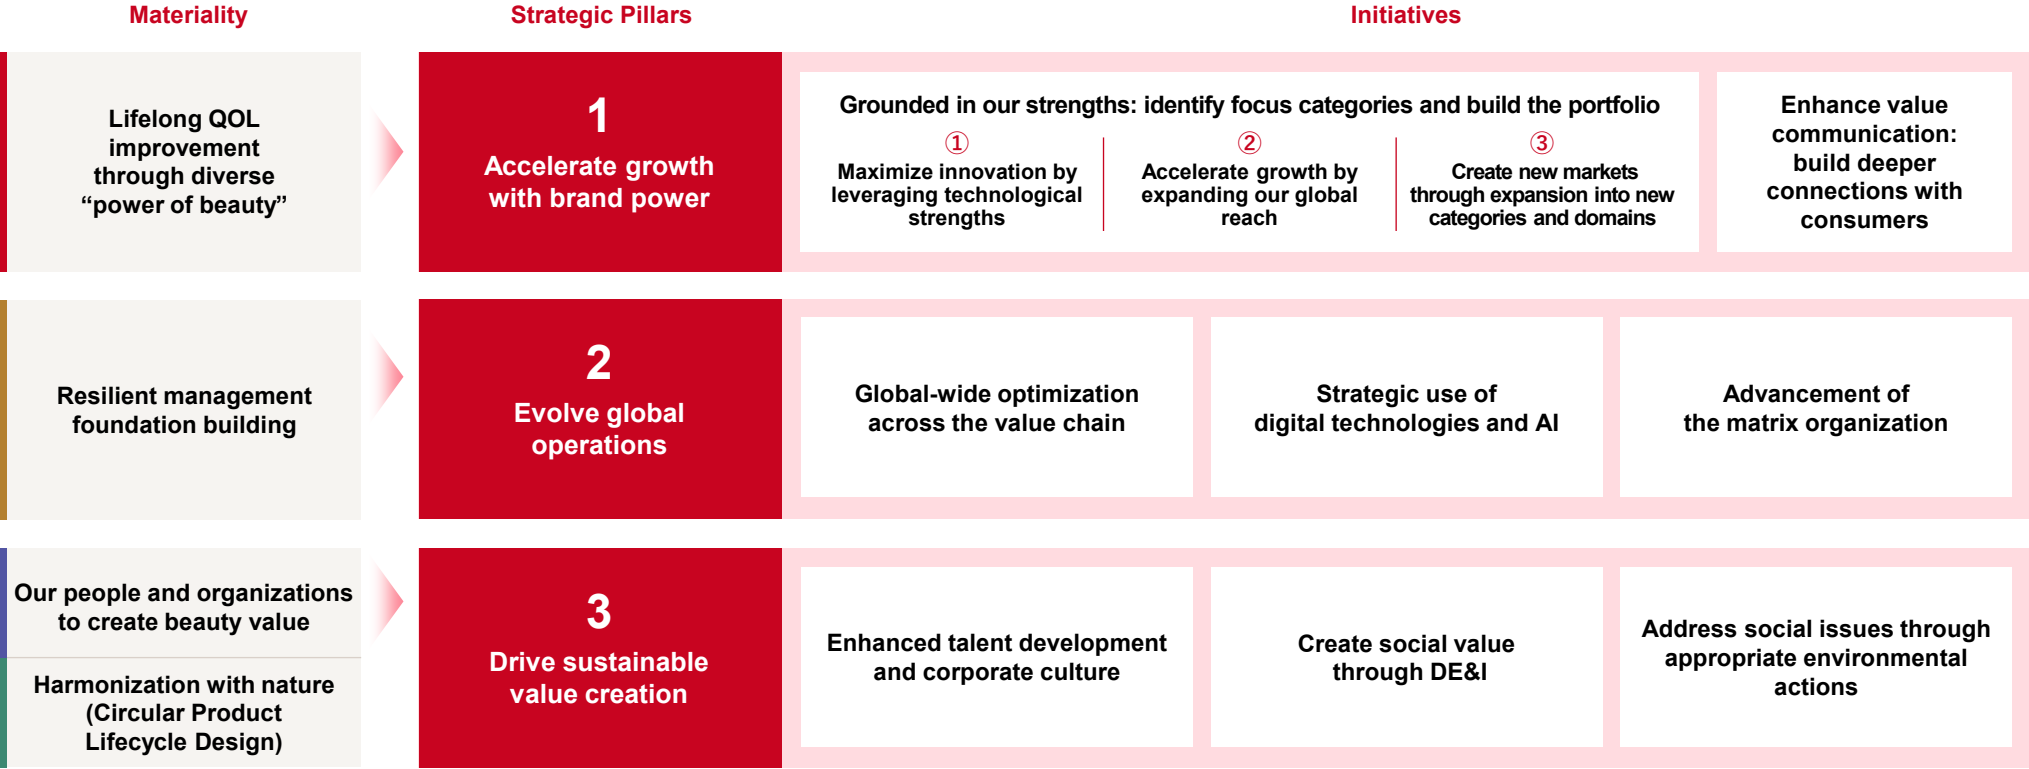 Materiality
Strategic Pillars
Initiatives
Lifelong QOL
improvement
through diverse
“power of beauty”
1
Accelerate growth
with brand power
Grounded in our strengths: identify focus categories and build the portfolio
①
Maximize innovation by
leveraging technological
strengths
②
Accelerate growth by
expanding our global
reach
③
Create new markets
through expansion into new
categories and domains
Enhance value
communication:
build deeper
connections with
consumers
Resilient management
foundation building
2
Evolve global
operations
Global-wide optimization
across the value chain
Strategic use of
digital technologies and AI
Advancement of
the matrix organization
Our people and organizations
to create beauty value
Harmonization with nature
(Circular Product
Lifecycle Design)
3
Drive sustainable
value creation
Enhanced talent development
and corporate culture
Create social value
through DE&I
Address social issues through
appropriate environmental
actions